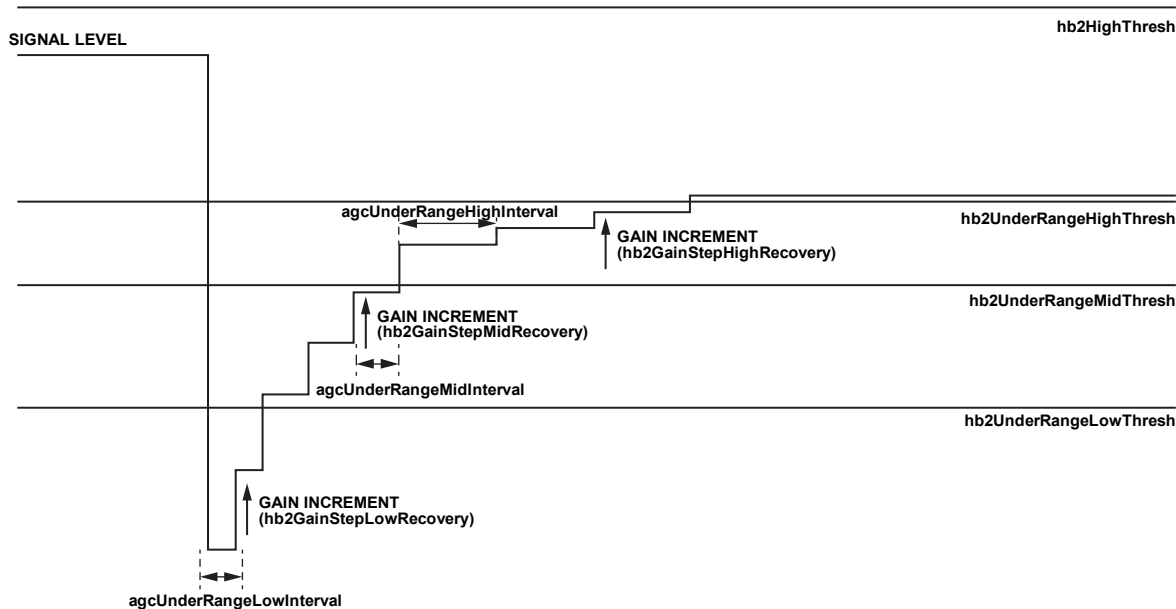 hb2HighThresh
SIGNAL LEVEL
agcUnderRangeHighInterval
hb2UnderRangeHighThresh
GAIN INCREMENT
(hb2GainStepHighRecovery)
hb2UnderRangeMidThresh
GAIN INCREMENT
(hb2GainStepMidRecovery)
agcUnderRangeMidInterval
hb2UnderRangeLowThresh
GAIN INCREMENT
(hb2GainStepLowRecovery)
agcUnderRangeLowInterval